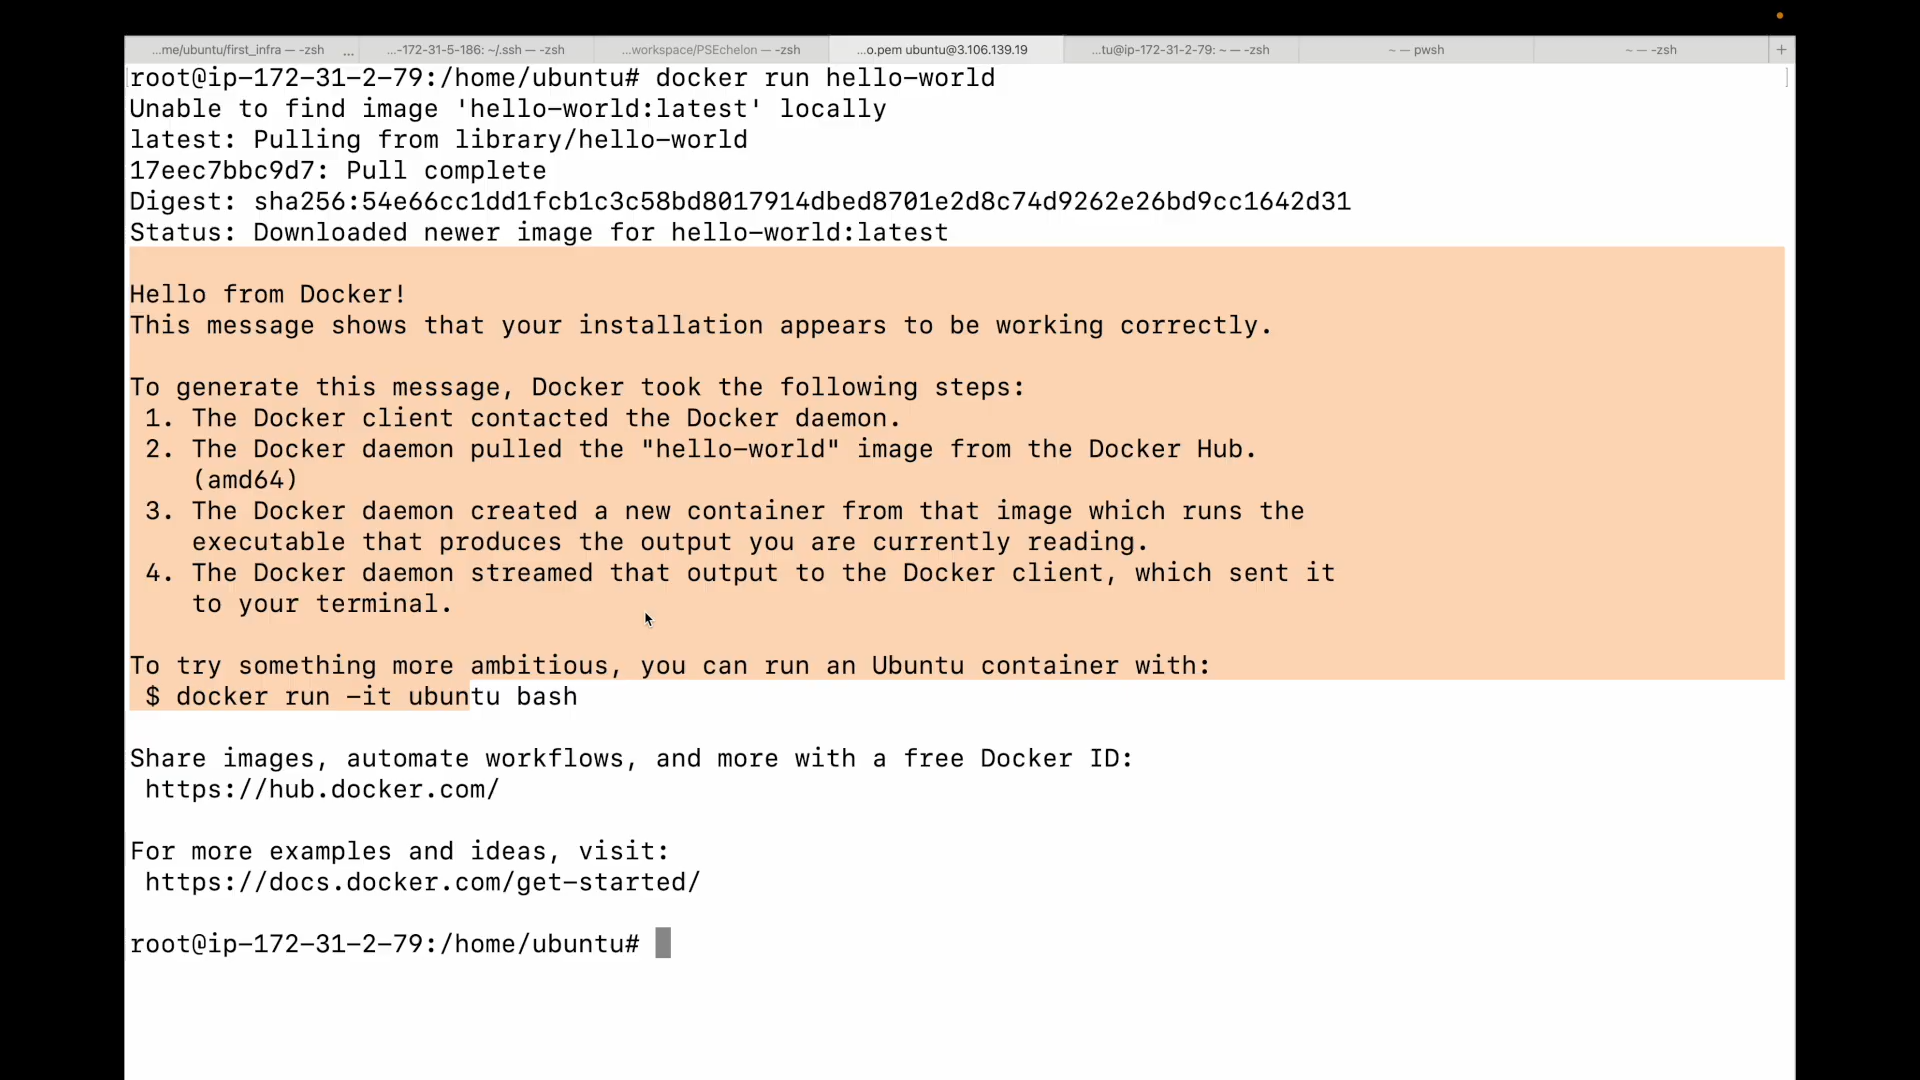 ...me/ubuntu/first_infra — -zsh ... ...-172-31-5-186: ~/.ssh — -zsh ...workspace/PSEchelon — -zsh ...o.pem ubuntu@3.106.139.19 ...tu@ip-172-31-2-79: ~ — -zsh ~ — pwsh ~ — -zsh +
root@ip-172-31-2-79:/home/ubuntu# docker run hello-world
Unable to find image 'hello-world:latest' locally
latest: Pulling from library/hello-world
17eec7bbc9d7: Pull complete
Digest: sha256:54e66cc1dd1fcb1c3c58bd8017914dbed8701e2d8c74d9262e26bd9cc1642d31
Status: Downloaded newer image for hello-world:latest
Hello from Docker!
This message shows that your installation appears to be working correctly.
To generate this message, Docker took the following steps:
1. The Docker client contacted the Docker daemon.
2. The Docker daemon pulled the "hello-world" image from the Docker Hub.
(amd64)
3. The Docker daemon created a new container from that image which runs the
executable that produces the output you are currently reading.
4. The Docker daemon streamed that output to the Docker client, which sent it
to your terminal.
To try something more ambitious, you can run an Ubuntu container with:
$ docker run -it ubuntu bash
Share images, automate workflows, and more with a free Docker ID:
https://hub.docker.com/
For more examples and ideas, visit:
https://docs.docker.com/get-started/
root@ip-172-31-2-79:/home/ubuntu#